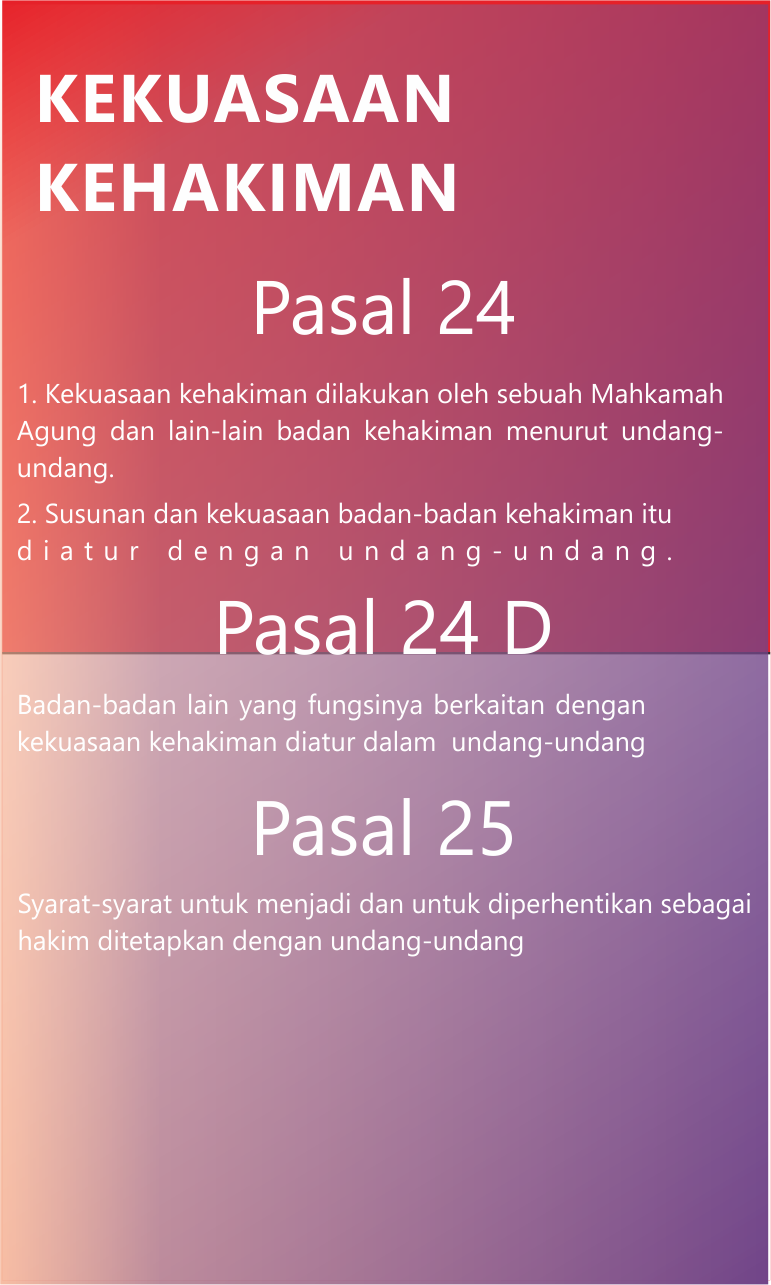 KEKUASAAN
KEHAKIMAN
Pasal 24
1. Kekuasaan kehakiman dilakukan oleh sebuah Mahkamah
Agung dan lain-lain badan kehakiman menurut undang-
undang.
2. Susunan dan kekuasaan badan-badan kehakiman itu
diatur dengan undang-undang.
Pasal 24 D
Badan-badan lain yang fungsinya berkaitan dengan
kekuasaan kehakiman diatur dalam undang-undang
Pasal 25
Syarat-syarat untuk menjadi dan untuk diperhentikan sebagai
hakim ditetapkan dengan undang-undang